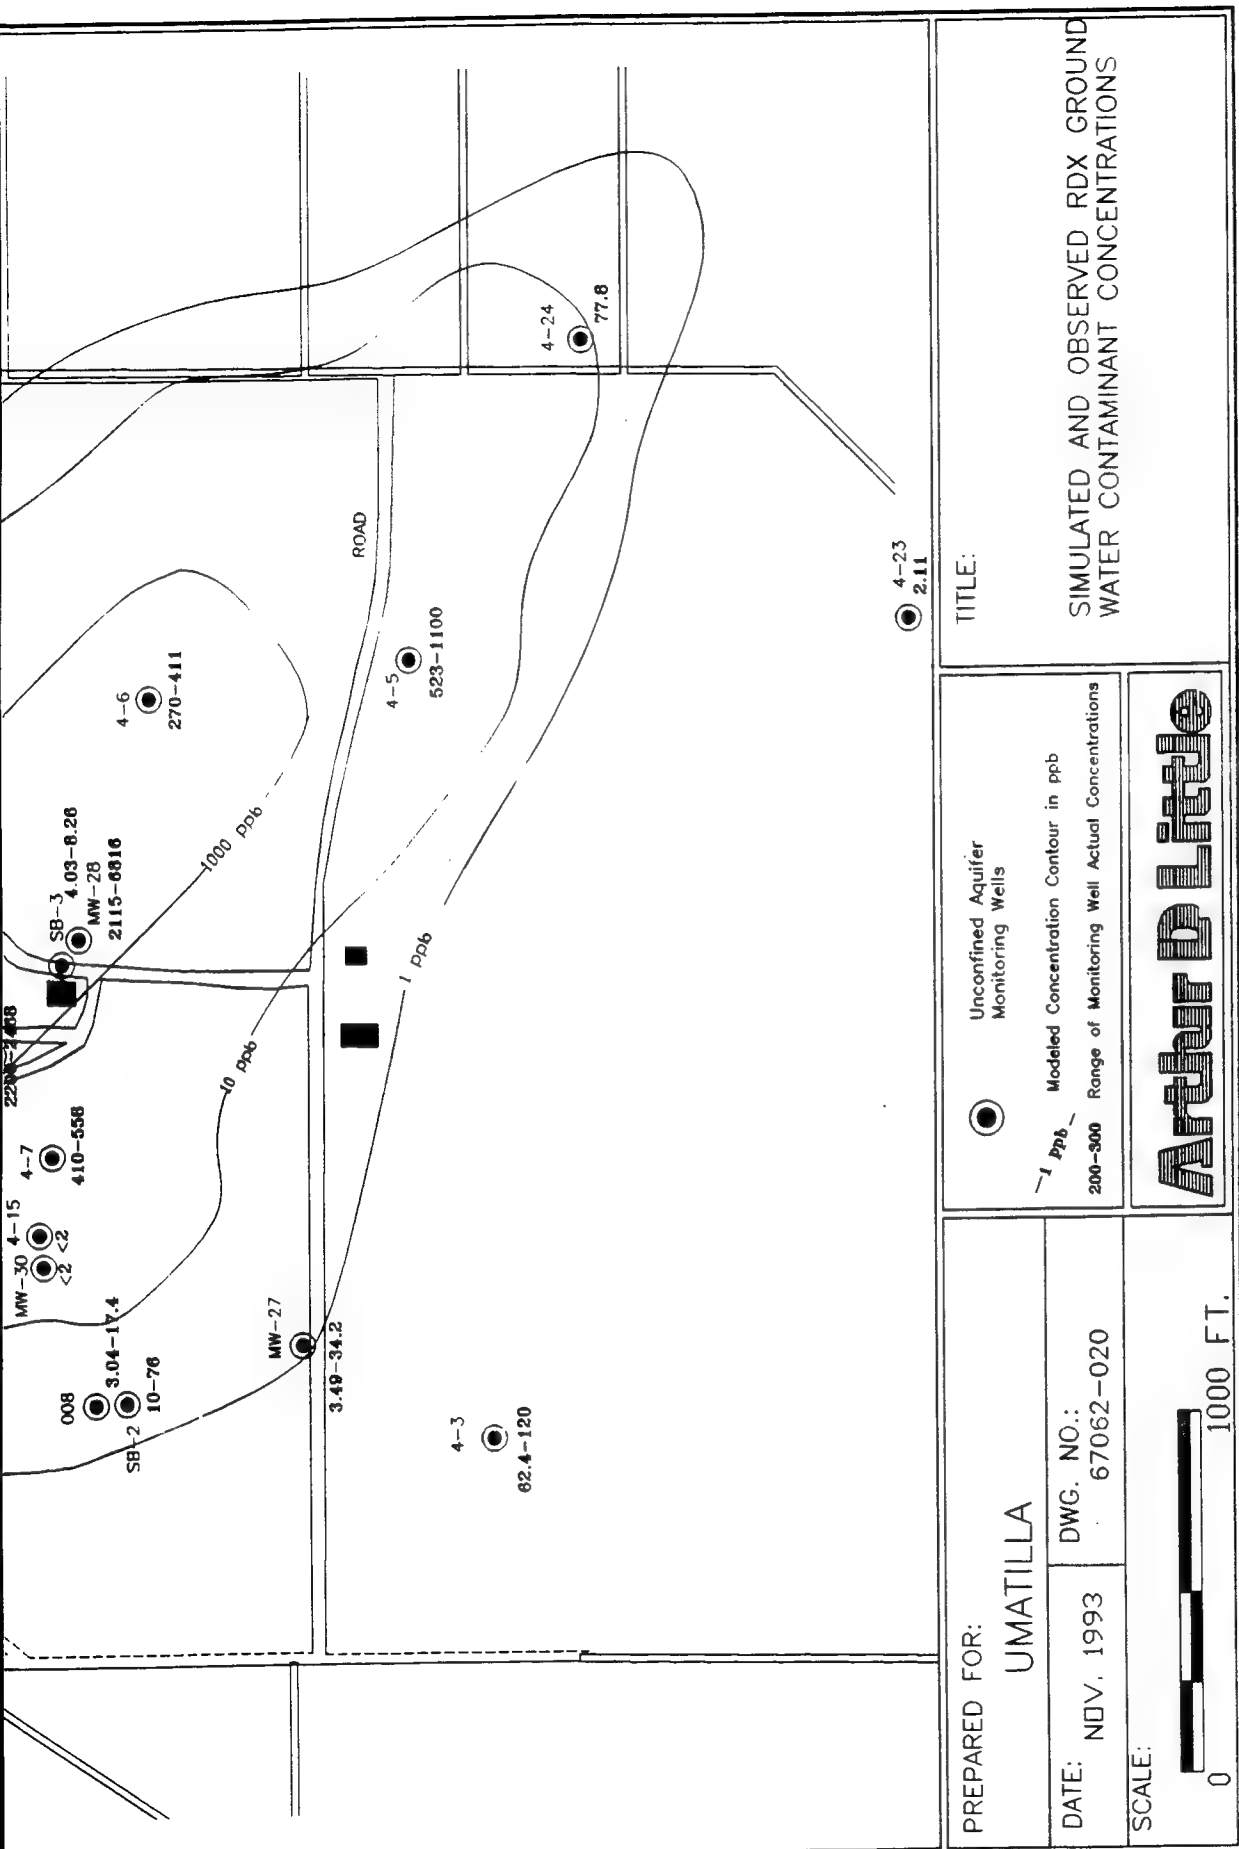 2200-2488
4-15
MW-30
<2
<2
4-7
410-556
SB-3
4.03-8.26
MW-28
2115-6816
4-6
270-411
008
3.04-17.4
SB-2
10-76
1000 ppb
10 ppb
1 ppb
ROAD
MW-27
3.49-34.2
4-5
523-1100
4-3
62.4-120
4-24
77.8
4-23
2.11
PREPARED FOR:
UMATILLA
DATE:
NOV. 1993
DWG. NO.:
67062-020
SCALE:
0
1000 FT.
Unconfined Aquifer
Monitoring Wells
1 ppb
Modeled Concentration Contour in ppb
200-300 Range of Monitoring Well Actual Concentrations
Arthur D Little
TITLE:
SIMULATED AND OBSERVED RDX GROUND
WATER CONTAMINANT CONCENTRATIONS